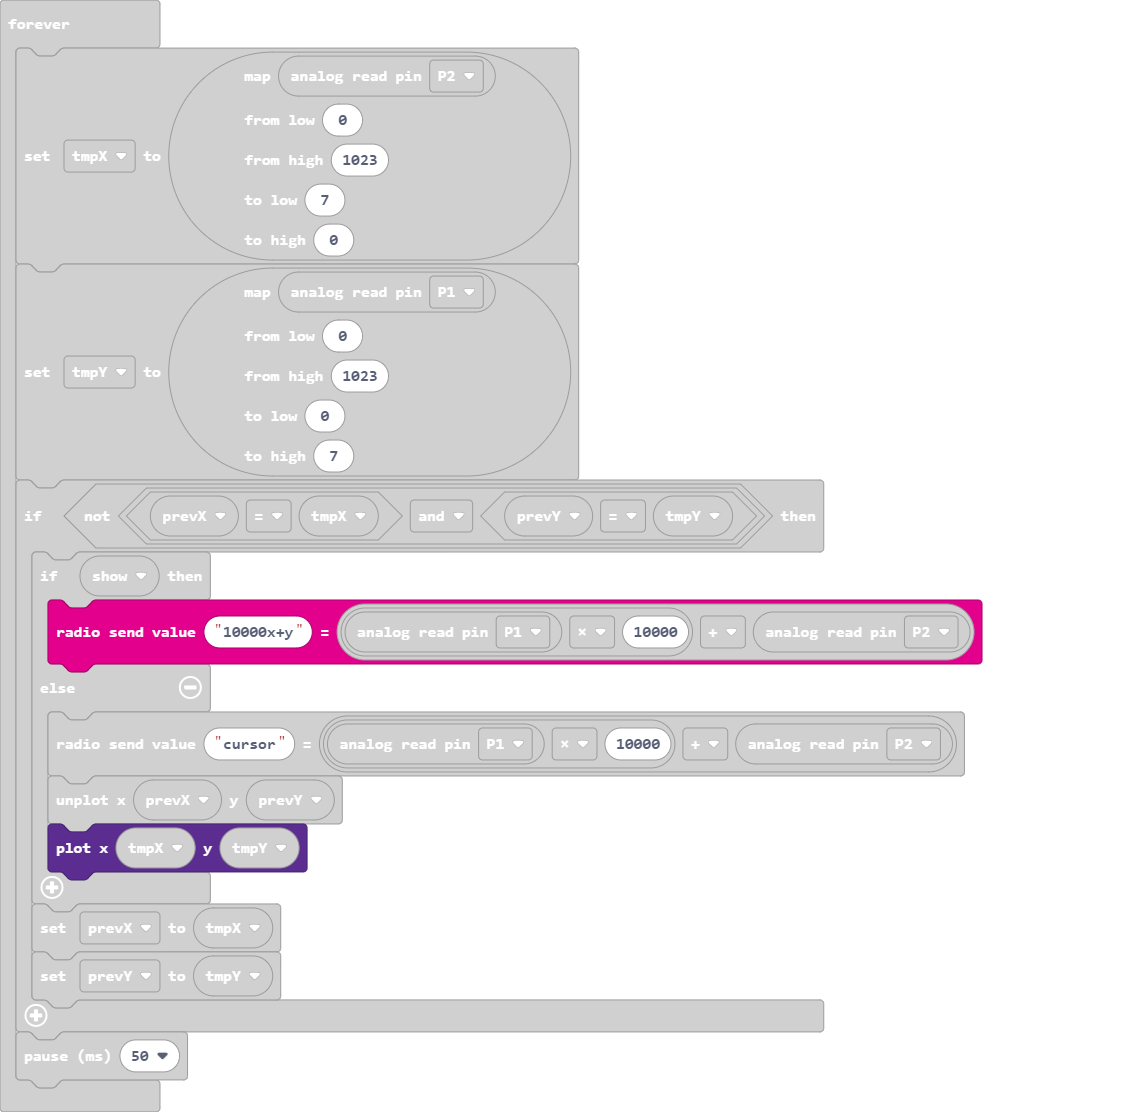 forever
map analog read pin P2
from low 0
from high 1023
set tmpX to
to low 7
to high 0
map analog read pin P1
from low 0
from high 1023
set tmpY to
to low 0
to high 7
if not prevX = tmpX and prevY = tmpY then
if show then
radio send value "10000x+y" = analog read pin P1 × 10000 + analog read pin P2
else
radio send value "cursor" = analog read pin P1 × 10000 + analog read pin P2
unplot x prevX y prevY
plot x tmpX y tmpY
set prevX to tmpX
set prevY to tmpY
pause (ms) 50